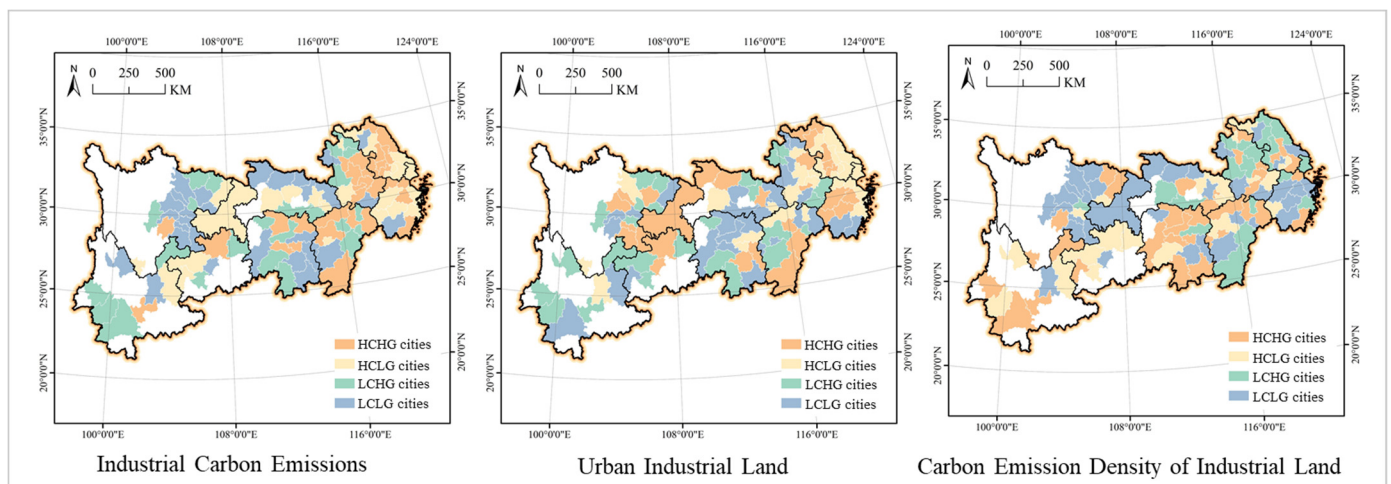 100°0'0"E 108°0'0"E 116°0'0"E 124°0'0"E
N
0 250 500
KM
35°0'0"N
30°0'0"N
25°0'0"N
20°0'0"N
35°0'0"N
30°0'0"N
25°0'0"N
20°0'0"N
HCHG cities
HCLG cities
LCHG cities
LCLG cities
100°0'0"E 108°0'0"E 116°0'0"E
Industrial Carbon Emissions
100°0'0"E 108°0'0"E 116°0'0"E 124°0'0"E
N
0 250 500
KM
35°0'0"N
30°0'0"N
25°0'0"N
20°0'0"N
35°0'0"N
30°0'0"N
25°0'0"N
20°0'0"N
HCHG cities
HCLG cities
LCHG cities
LCLG cities
100°0'0"E 108°0'0"E 116°0'0"E
Urban Industrial Land
100°0'0"E 108°0'0"E 116°0'0"E 124°0'0"E
N
0 250 500
KM
35°0'0"N
30°0'0"N
25°0'0"N
20°0'0"N
35°0'0"N
30°0'0"N
25°0'0"N
20°0'0"N
HCHG cities
HCLG cities
LCHG cities
LCLG cities
100°0'0"E 108°0'0"E 116°0'0"E
Carbon Emission Density of Industrial Land